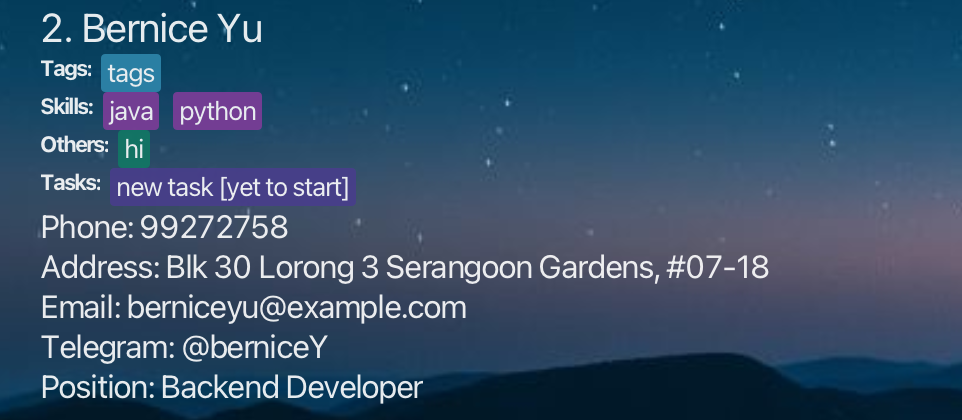 2. Bernice Yu
Tags: tags
Skills: java python
Others: hi
Tasks: new task [yet to start]
Phone: 99272758
Address: Blk 30 Lorong 3 Serangoon Gardens, #07-18
Email: berniceyu@example.com
Telegram: @berniceY
Position: Backend Developer